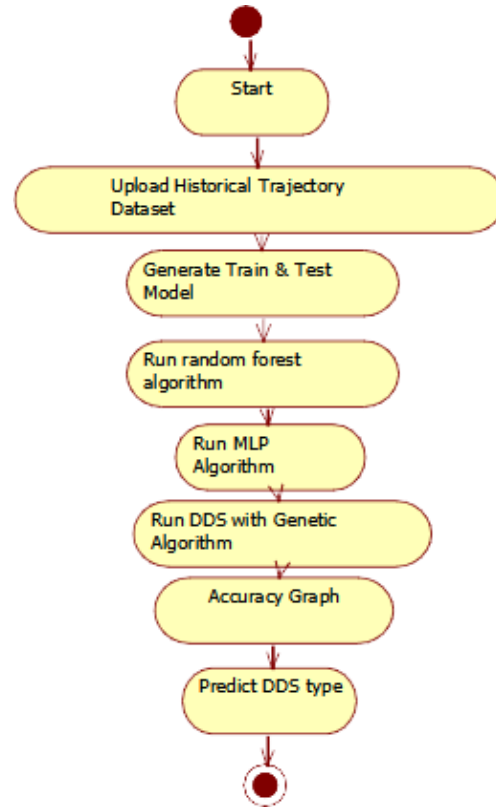 Start
Upload Historical Trajectory
Dataset
Generate Train & Test
Model
Run random forest
algorithm
Run MLP
Algorithm
Run DDS with Genetic
Algorithm
Accuracy Graph
Predict DDS type